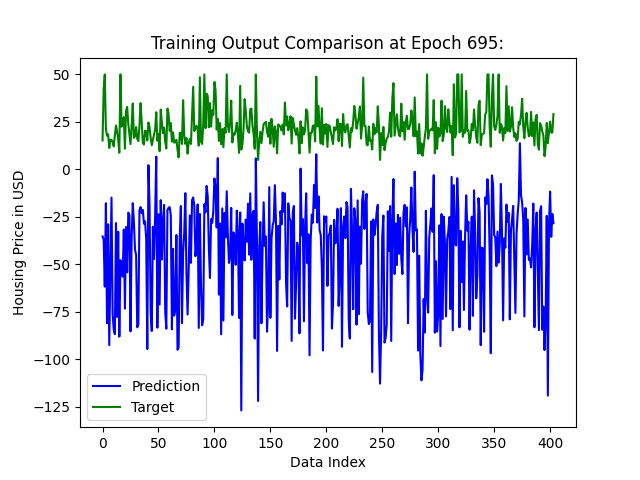 Training Output Comparison at Epoch 695:
Housing Price in USD
50
25
0
−25
−50
−75
−100
−125
Prediction
Target
0 50 100 150 200 250 300 350 400
Data Index